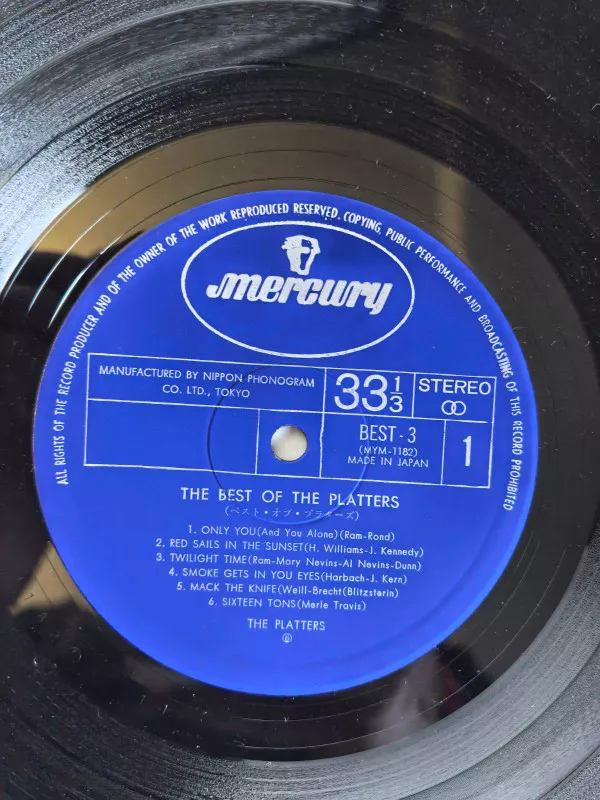 ALL RIGHTS OF THE RECORD PRODUCER AND OF THE OWNER OF THE WORK REPRODUCED RESERVED. COPYING, PUBLIC PERFORMANCE AND BROADCASTING OF THIS RECORD PROHIBITED
mercury
MANUFACTURED BY NIPPON PHONOGRAM
CO. LTD., TOKYO
33 1/3
STEREO
BEST-3
(MYM-1182)
MADE IN JAPAN
1
THE BEST OF THE PLATTERS
(ベスト・オブ・プラターズ)
1. ONLY YOU(And You Alone)(Ram-Rond)
2. RED SAILS IN THE SUNSET(H. Williams-J. Kennedy)
3. TWILIGHT TIME(Ram-Mary Nevins-Al Nevins-Dunn)
4. SMOKE GETS IN YOU EYES(Harbach-J. Kern)
5. MACK THE KNIFE(Weill-Brecht(Blitzstein)
6. SIXTEEN TONS(Merle Travis)
THE PLATTERS